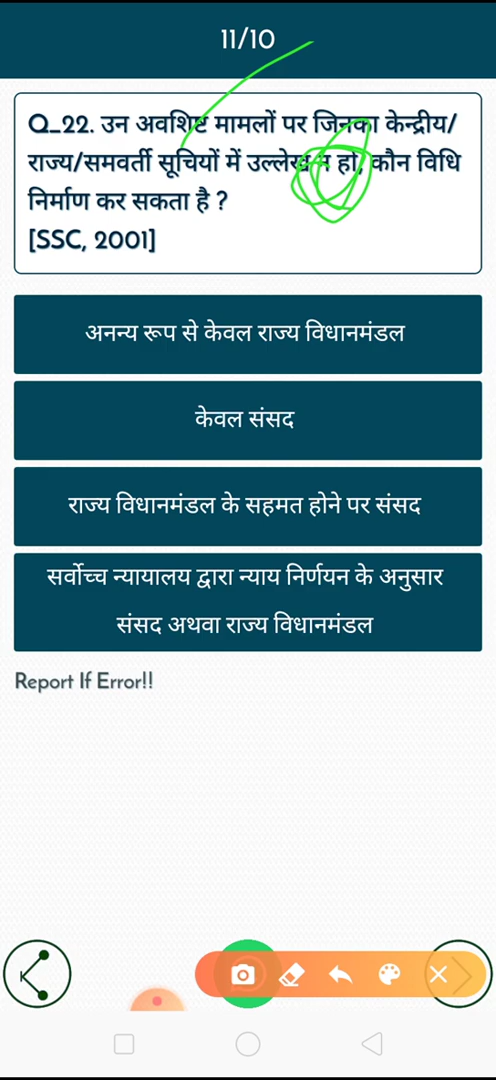 11/10
Q_22. उन अवशिष्ट मामलों पर जिनका केन्द्रीय/
राज्य/समवर्ती सूचियों में उल्लेख न हो, कौन विधि
निर्माण कर सकता है ?
[SSC, 2001]
अनन्य रूप से केवल राज्य विधानमंडल
केवल संसद
राज्य विधानमंडल के सहमत होने पर संसद
सर्वोच्च न्यायालय द्वारा न्याय निर्णयन के अनुसार
संसद अथवा राज्य विधानमंडल
Report If Error!!